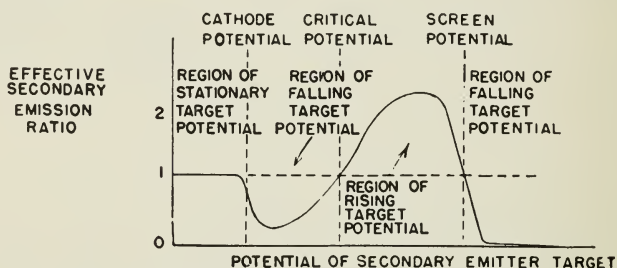 CATHODE
POTENTIAL
CRITICAL
POTENTIAL
SCREEN
POTENTIAL
EFFECTIVE
SECONDARY
EMISSION
RATIO
REGION OF
STATIONARY
TARGET
POTENTIAL
REGION OF
FALLING
TARGET
POTENTIAL
REGION OF
FALLING
TARGET
POTENTIAL
REGION OF
RISING
TARGET
POTENTIAL
2
1
0
POTENTIAL OF SECONDARY EMITTER TARGET